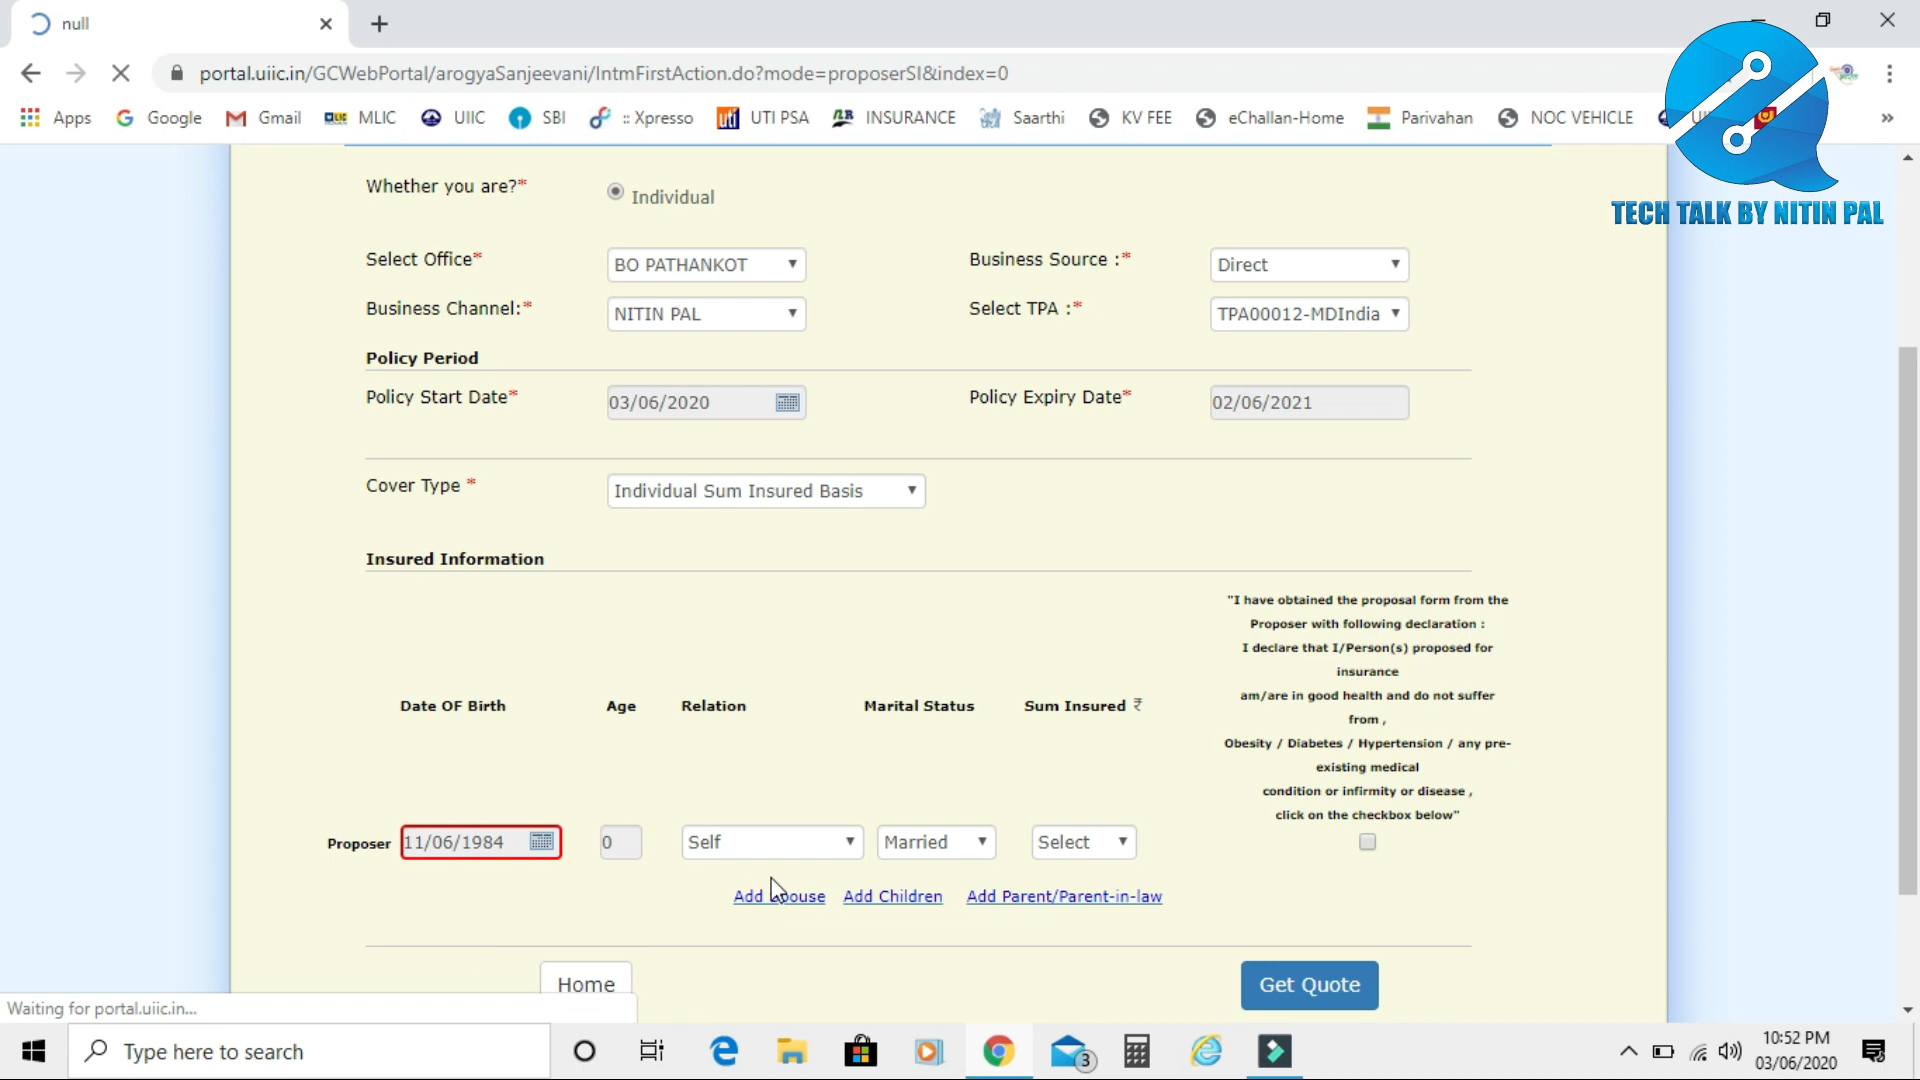 null
portal.uiic.in/GCWebPortal/arogyaSanjeevani/IntmFirstAction.do?mode=proposerSI&index=0
Apps Google Gmail MLIC UIIC SBI :: Xpresso UTI PSA INSURANCE Saarthi KV FEE eChallan-Home Parivahan NOC VEHICLE »
TECH TALK BY NITIN PAL
Whether you are?* Individual
Select Office* BO PATHANKOT Business Source :* Direct
Business Channel:* NITIN PAL Select TPA :* TPA00012-MDIndia
Policy Period
Policy Start Date* 03/06/2020 Policy Expiry Date* 02/06/2021
Cover Type * Individual Sum Insured Basis
Insured Information
"I have obtained the proposal form from the
Proposer with following declaration :
I declare that I/Person(s) proposed for
insurance
am/are in good health and do not suffer
from ,
Obesity / Diabetes / Hypertension / any pre-
existing medical
condition or infirmity or disease ,
click on the checkbox below"
Date OF Birth Age Relation Marital Status Sum Insured ₹
Proposer 11/06/1984 0 Self Married Select
Add Spouse Add Children Add Parent/Parent-in-law
Home Get Quote
Waiting for portal.uiic.in...
Type here to search
3
10:52 PM
03/06/2020